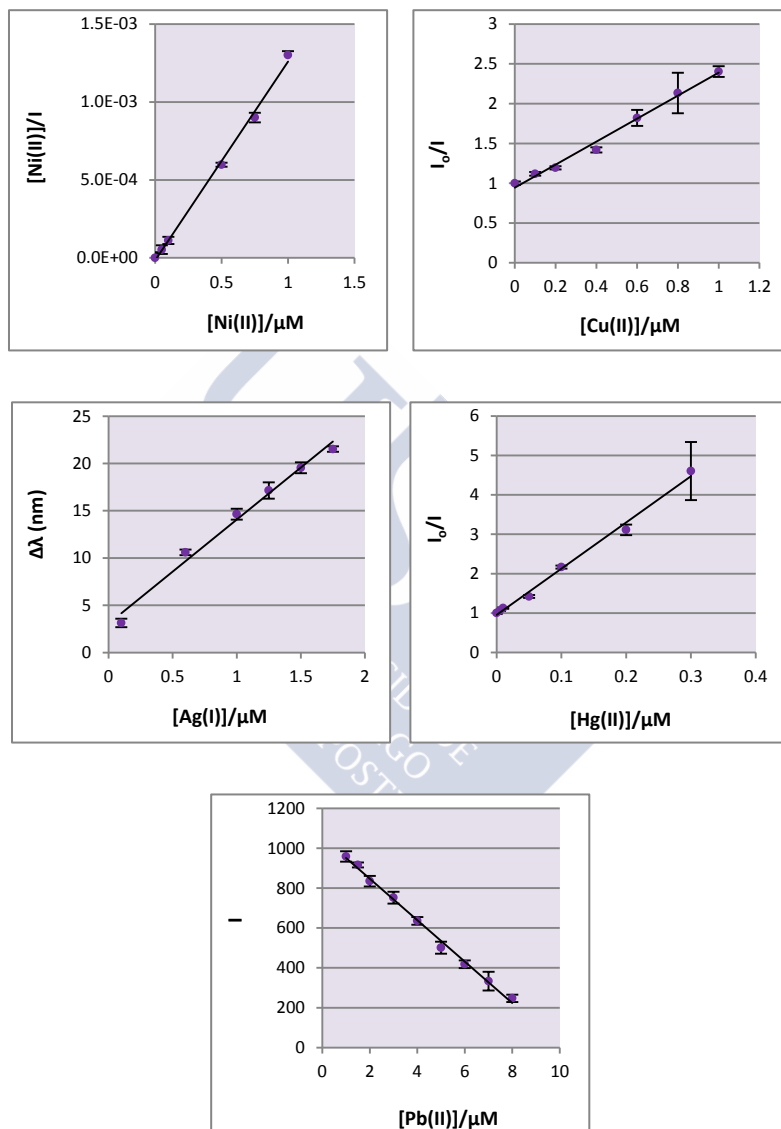 1.5E-03
1.0E-03
5.0E-04
0.0E+00
[Ni(II)]/I
0 0.5 1 1.5
[Ni(II)]/μM
3
2.5
2
1.5
1
0.5
0
I₀/I
0 0.2 0.4 0.6 0.8 1 1.2
[Cu(II)]/μM
25
20
15
10
5
0
Δλ (nm)
0 0.5 1 1.5 2
[Ag(I)]/μM
6
5
4
3
2
1
0
I₀/I
0 0.1 0.2 0.3 0.4
[Hg(II)]/μM
1200
1000
800
600
400
200
0
I
0 2 4 6 8 10
[Pb(II)]/μM